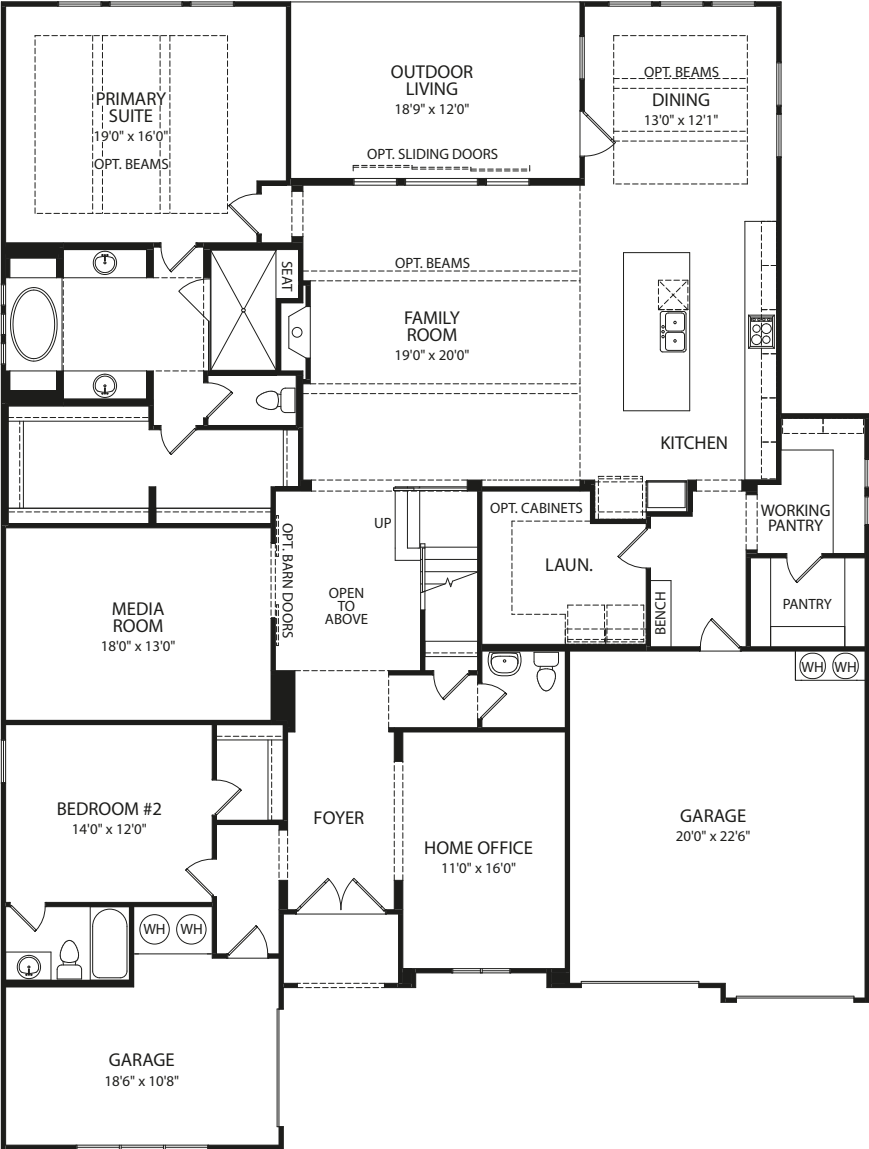 PRIMARY
SUITE
19'0" x 16'0"
OPT. BEAMS
OUTDOOR
LIVING
18'9" x 12'0"
OPT. SLIDING DOORS
OPT. BEAMS
DINING
13'0" x 12'1"
SEAT
OPT. BEAMS
FAMILY
ROOM
19'0" x 20'0"
KITCHEN
WORKING
PANTRY
PANTRY
OPT. CABINETS
LAUN.
BENCH
UP
OPEN
TO
ABOVE
OPT. BARN DOORS
MEDIA
ROOM
18'0" x 13'0"
WH
WH
BEDROOM #2
14'0" x 12'0"
FOYER
HOME OFFICE
11'0" x 16'0"
GARAGE
20'0" x 22'6"
WH
WH
GARAGE
18'6" x 10'8"